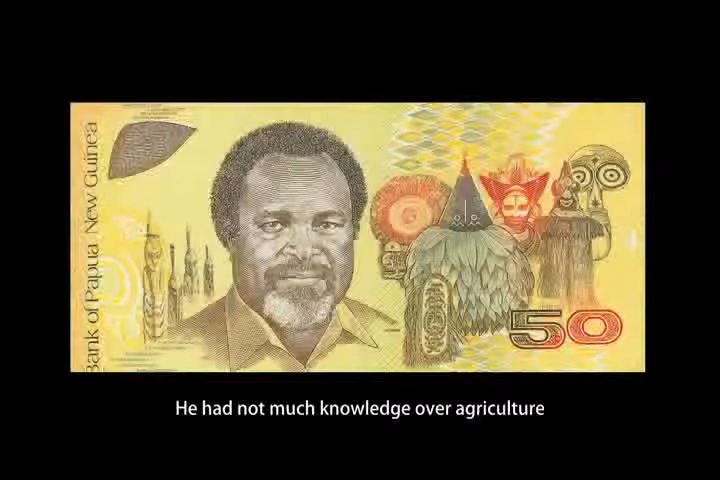 Bank of Papua New Guinea
50
He had not much knowledge over agriculture